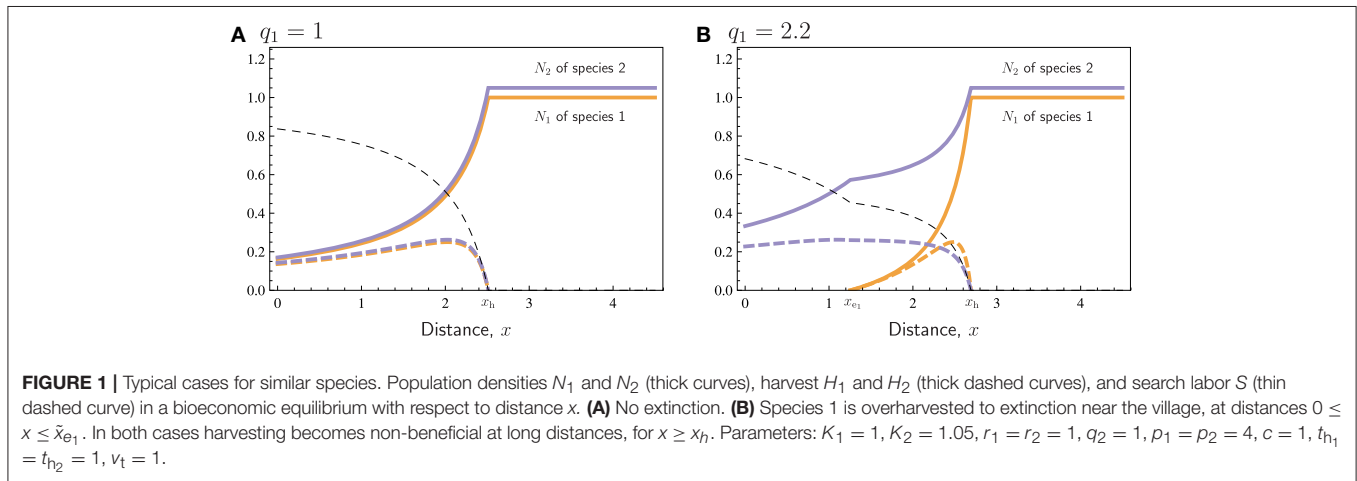 A q₁ = 1
1.2
1.0
0.8
0.6
0.4
0.2
0.0
N₂ of species 2
N₁ of species 1
0 1 2 xₕ 3 4
Distance, x
B q₁ = 2.2
1.2
1.0
0.8
0.6
0.4
0.2
0.0
N₂ of species 2
N₁ of species 1
0 1 xₑ₁ 2 xₕ 3 4
Distance, x
FIGURE 1 | Typical cases for similar species. Population densities N₁ and N₂ (thick curves), harvest H₁ and H₂ (thick dashed curves), and search labor S (thin
dashed curve) in a bioeconomic equilibrium with respect to distance x. (A) No extinction. (B) Species 1 is overharvested to extinction near the village, at distances 0 ≤
x ≤ x̃ₑ₁. In both cases harvesting becomes non-beneficial at long distances, for x ≥ xₕ. Parameters: K₁ = 1, K₂ = 1.05, r₁ = r₂ = 1, q₂ = 1, p₁ = p₂ = 4, c = 1, tₕ₁
= tₕ₂ = 1, vₜ = 1.